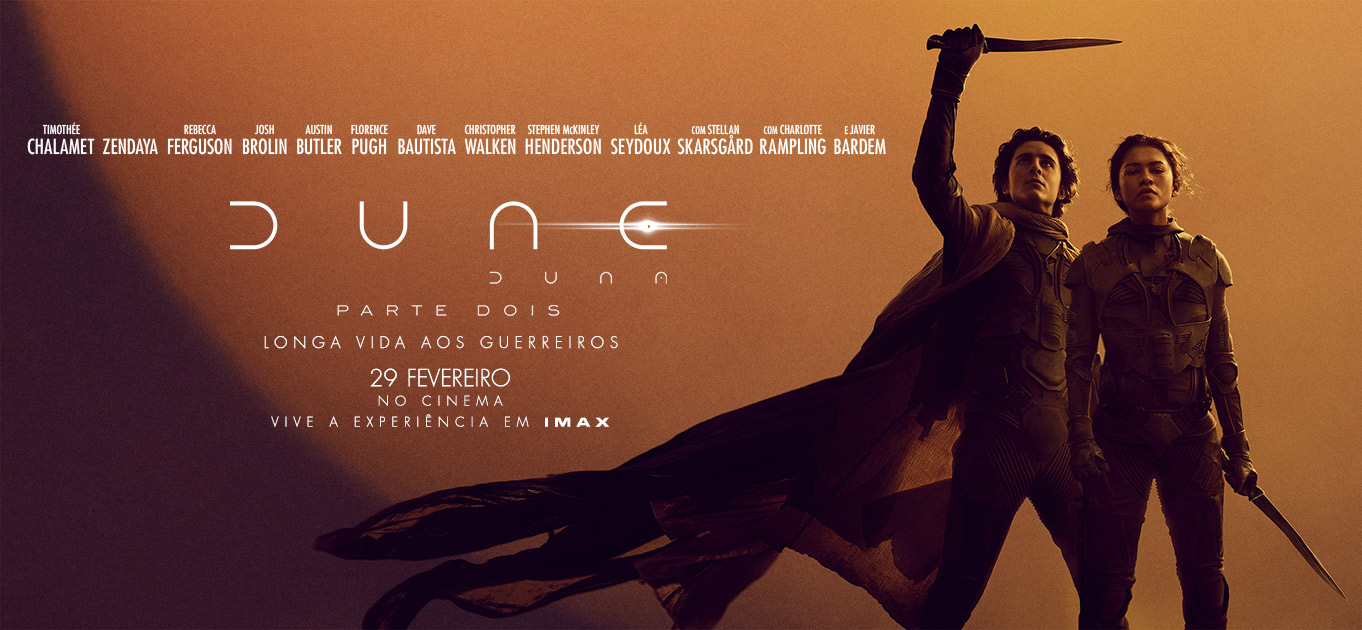 TIMOTHÉE CHALAMET ZENDAYA REBECCA FERGUSON JOSH BROLIN AUSTIN BUTLER FLORENCE PUGH DAVE BAUTISTA CHRISTOPHER WALKEN STEPHEN McKINLEY HENDERSON LÉA SEYDOUX COM STELLAN SKARSGÅRD COM CHARLOTTE RAMPLING E JAVIER BARDEM
DUNE
DUNA
PARTE DOIS
LONGA VIDA AOS GUERREIROS
29 FEVEREIRO
NO CINEMA
VIVE A EXPERIÊNCIA EM IMAX